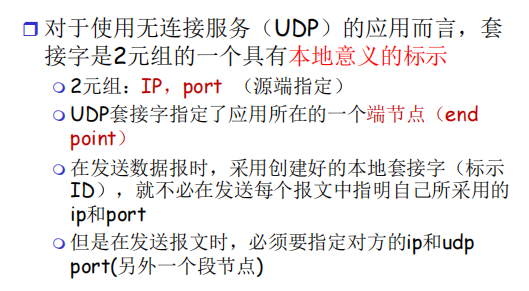 对于使用无连接服务（UDP）的应用而言，套
接字是2元组的一个具有本地意义的标示
2元组：IP，port （源端指定）
UDP套接字指定了应用所在的一个端节点（end
point）
在发送数据报时，采用创建好的本地套接字（标示
ID），就不必在发送每个报文中指明自己所采用的
ip和port
但是在发送报文时，必须要指定对方的ip和udp
port(另外一个段节点)